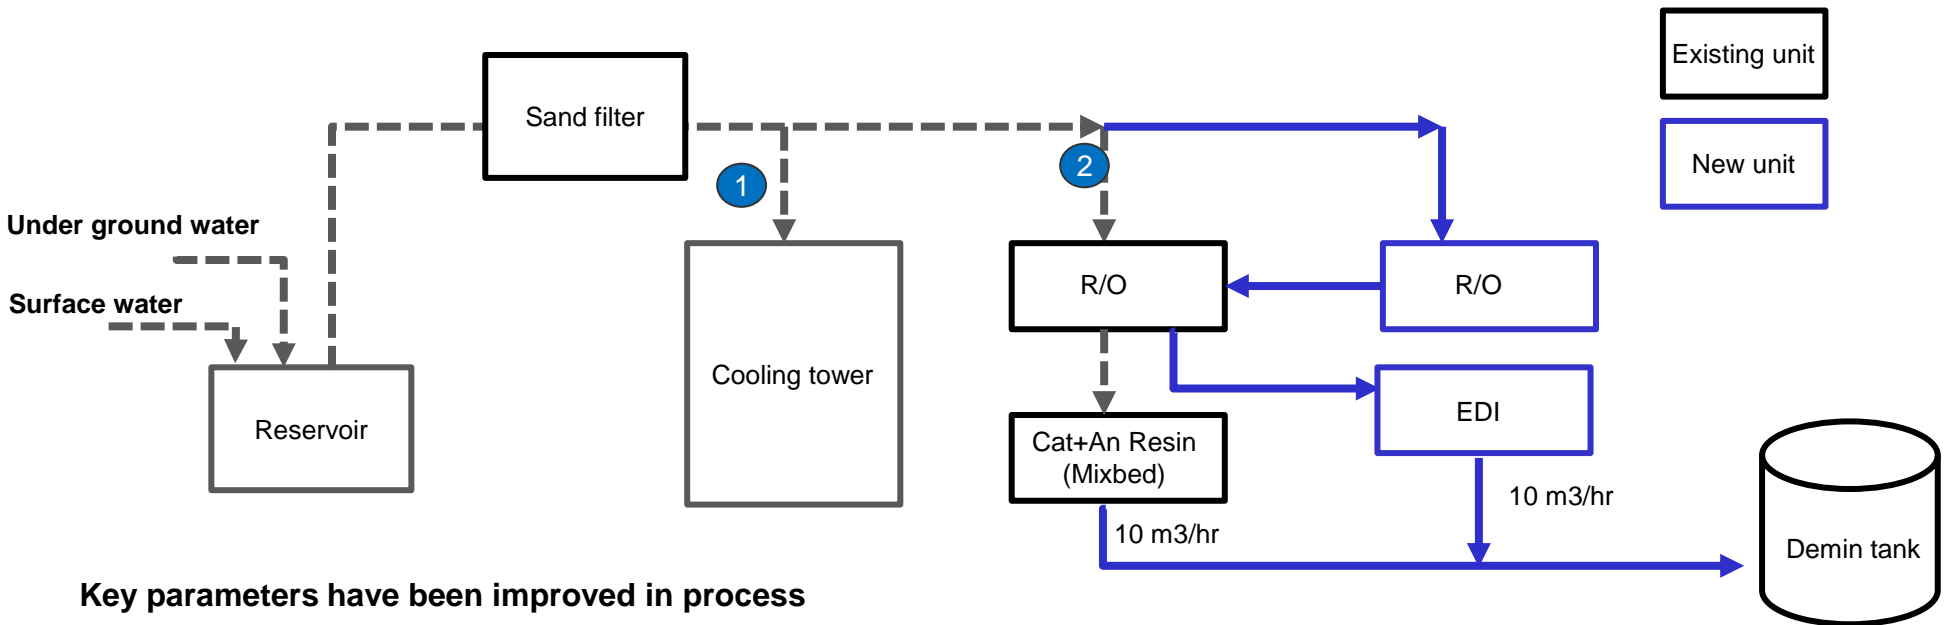 Existing unit
Sand filter
New unit
1
2
Under ground water
Surface water
R/O
R/O
Cooling tower
Reservoir
EDI
Cat+An Resin
(Mixbed)
10 m3/hr
10 m3/hr
Demin tank
Key parameters have been improved in process